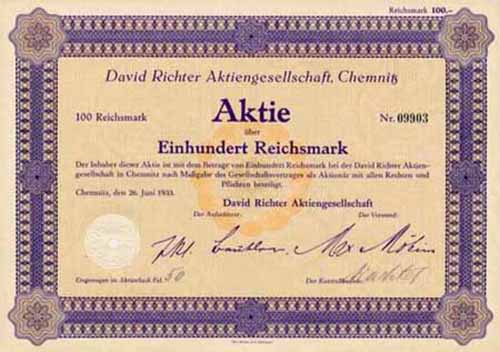 Reichsmark 100.–
David Richter Aktiengesellschaft, Chemnitz
100 Reichsmark
Aktie
Nr. 09903
über
Einhundert Reichsmark
Der Inhaber dieser Aktie ist mit dem Betrage von Einhundert Reichsmark bei der David Richter Aktien-
gesellschaft in Chemnitz nach Maßgabe des Gesellschaftsvertrages als Aktionär mit allen Rechten und
Pflichten beteiligt.
Chemnitz, den 26. Juni 1933.
David Richter Aktiengesellschaft
Der Aufsichtsrat:
Der Vorstand:
Eingetragen im Aktienbuch Fol. 50
Der Kontrollbeamte: